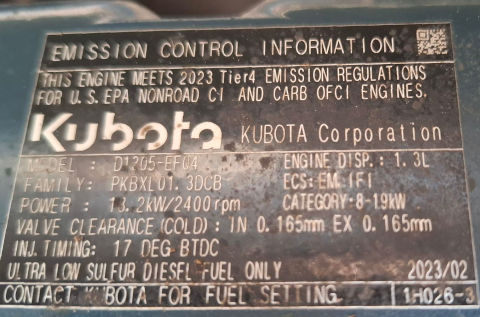 EMISSION CONTROL INFORMATION
THIS ENGINE MEETS 2023 Tier4 EMISSION REGULATIONS
FOR U.S. EPA NONROAD CI AND CARB OFCI ENGINES.
Kubota KUBOTA Corporation
MODEL : D1205-EF04 ENGINE DISP.: 1.3L
FAMILY: PKBXL01.3DCB ECS: EM, IFI
POWER : 13.2kW/2400rpm CATEGORY: 8-19kW
VALVE CLEARANCE (COLD) : IN 0.165mm EX 0.165mm
INJ. TIMING: 17 DEG BTDC
ULTRA LOW SULFUR DIESEL FUEL ONLY 2023/02
CONTACT KUBOTA FOR FUEL SETTING. 1H026-3